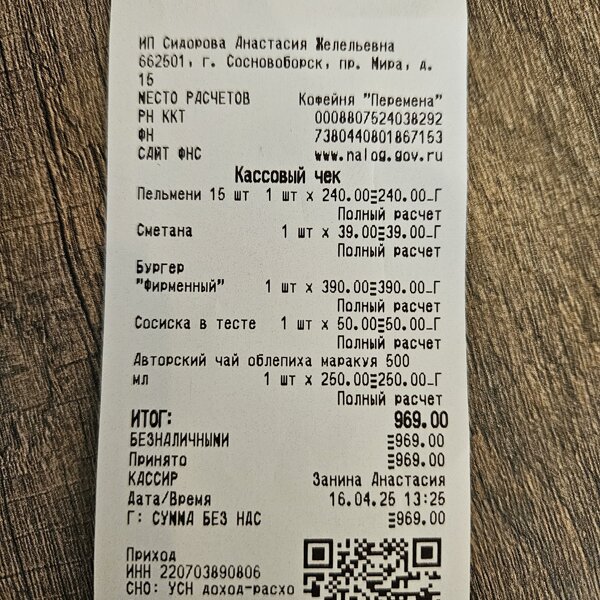 ИП Сидорова Анастасия Желельевна
662501, г. Сосновоборск, пр. Мира, д.
15
МЕСТО РАСЧЕТОВ Кофейня "Перемена"
РН ККТ 0008807524038292
ФН 7380440801867153
САЙТ ФНС www.nalog.gov.ru
Кассовый чек
Пельмени 15 шт 1 шт х 240.00≡240.00_Г
Полный расчет
Сметана 1 шт х 39.00≡39.00_Г
Полный расчет
Бургер
"Фирменный" 1 шт х 390.00≡390.00_Г
Полный расчет
Сосиска в тесте 1 шт х 50.00≡50.00_Г
Полный расчет
Авторский чай облепиха маракуя 500
мл 1 шт х 250.00≡250.00_Г
Полный расчет
ИТОГ: 969.00
БЕЗНАЛИЧНЫМИ ≡969.00
Принято ≡969.00
КАССИР Занина Анастасия
Дата/Время 16.04.25 13:25
Г: СУММА БЕЗ НДС ≡969.00
Приход
ИНН 220703890806
СНО: УСН доход-расхо